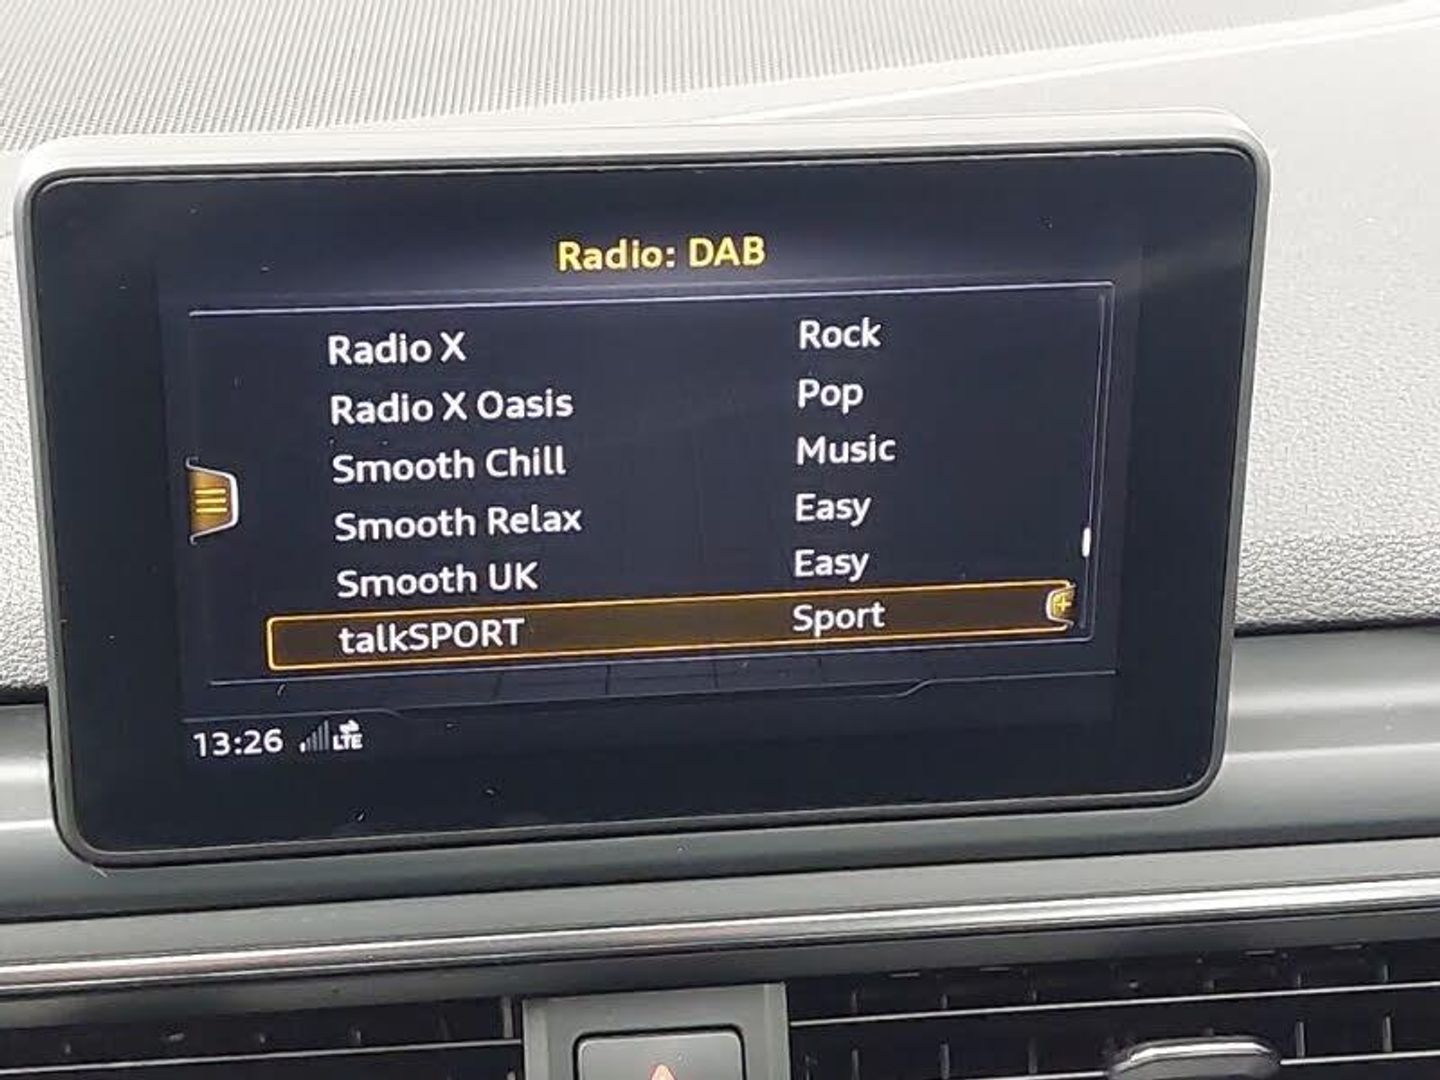 Radio: DAB
Radio X Rock
Radio X Oasis Pop
Smooth Chill Music
Smooth Relax Easy
Smooth UK Easy
talkSPORT Sport
13:26 LTE